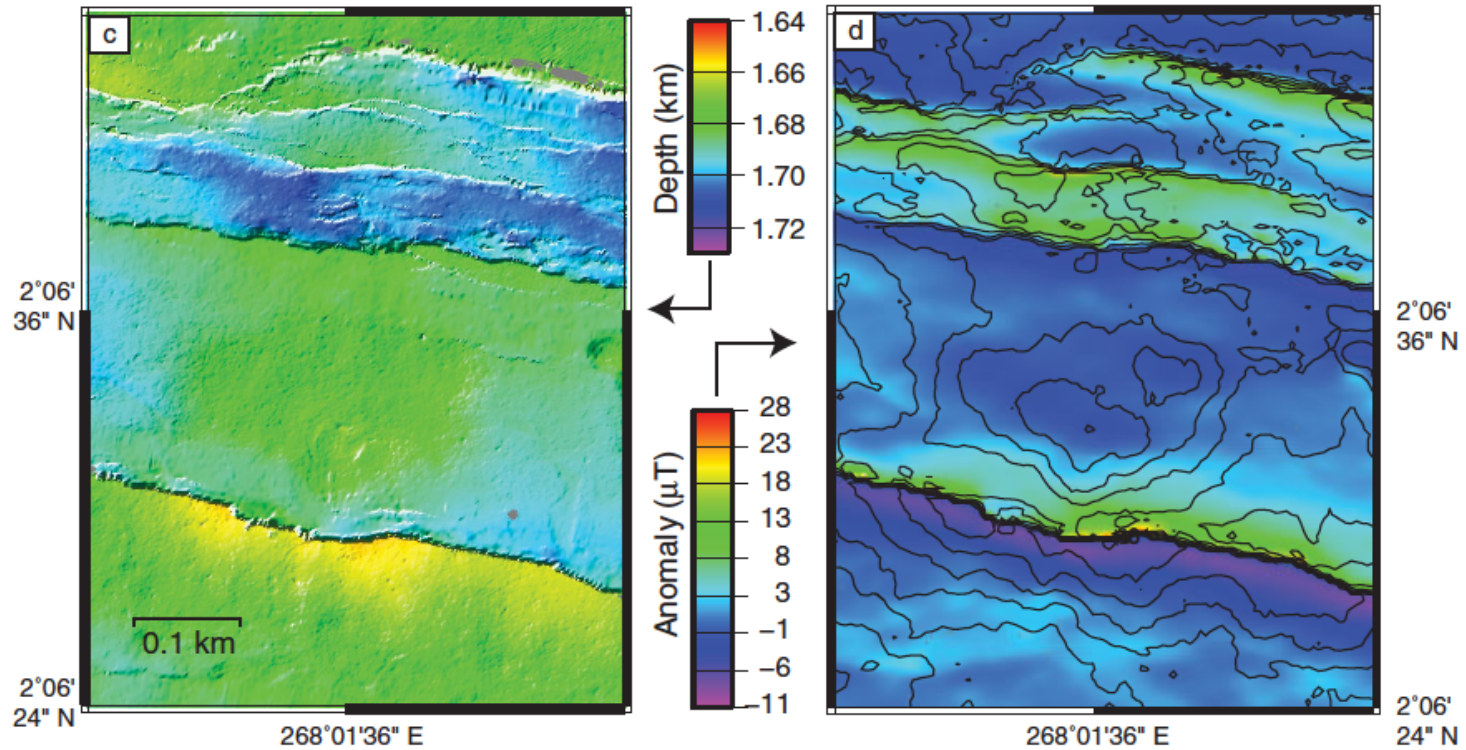 c
2°06'
36" N
2°06'
24" N
0.1 km
268°01'36" E
Depth (km)
1.64
1.66
1.68
1.70
1.72
Anomaly (μT)
28
23
18
13
8
3
−1
−6
−11
d
2°06'
36" N
2°06'
24" N
268°01'36" E